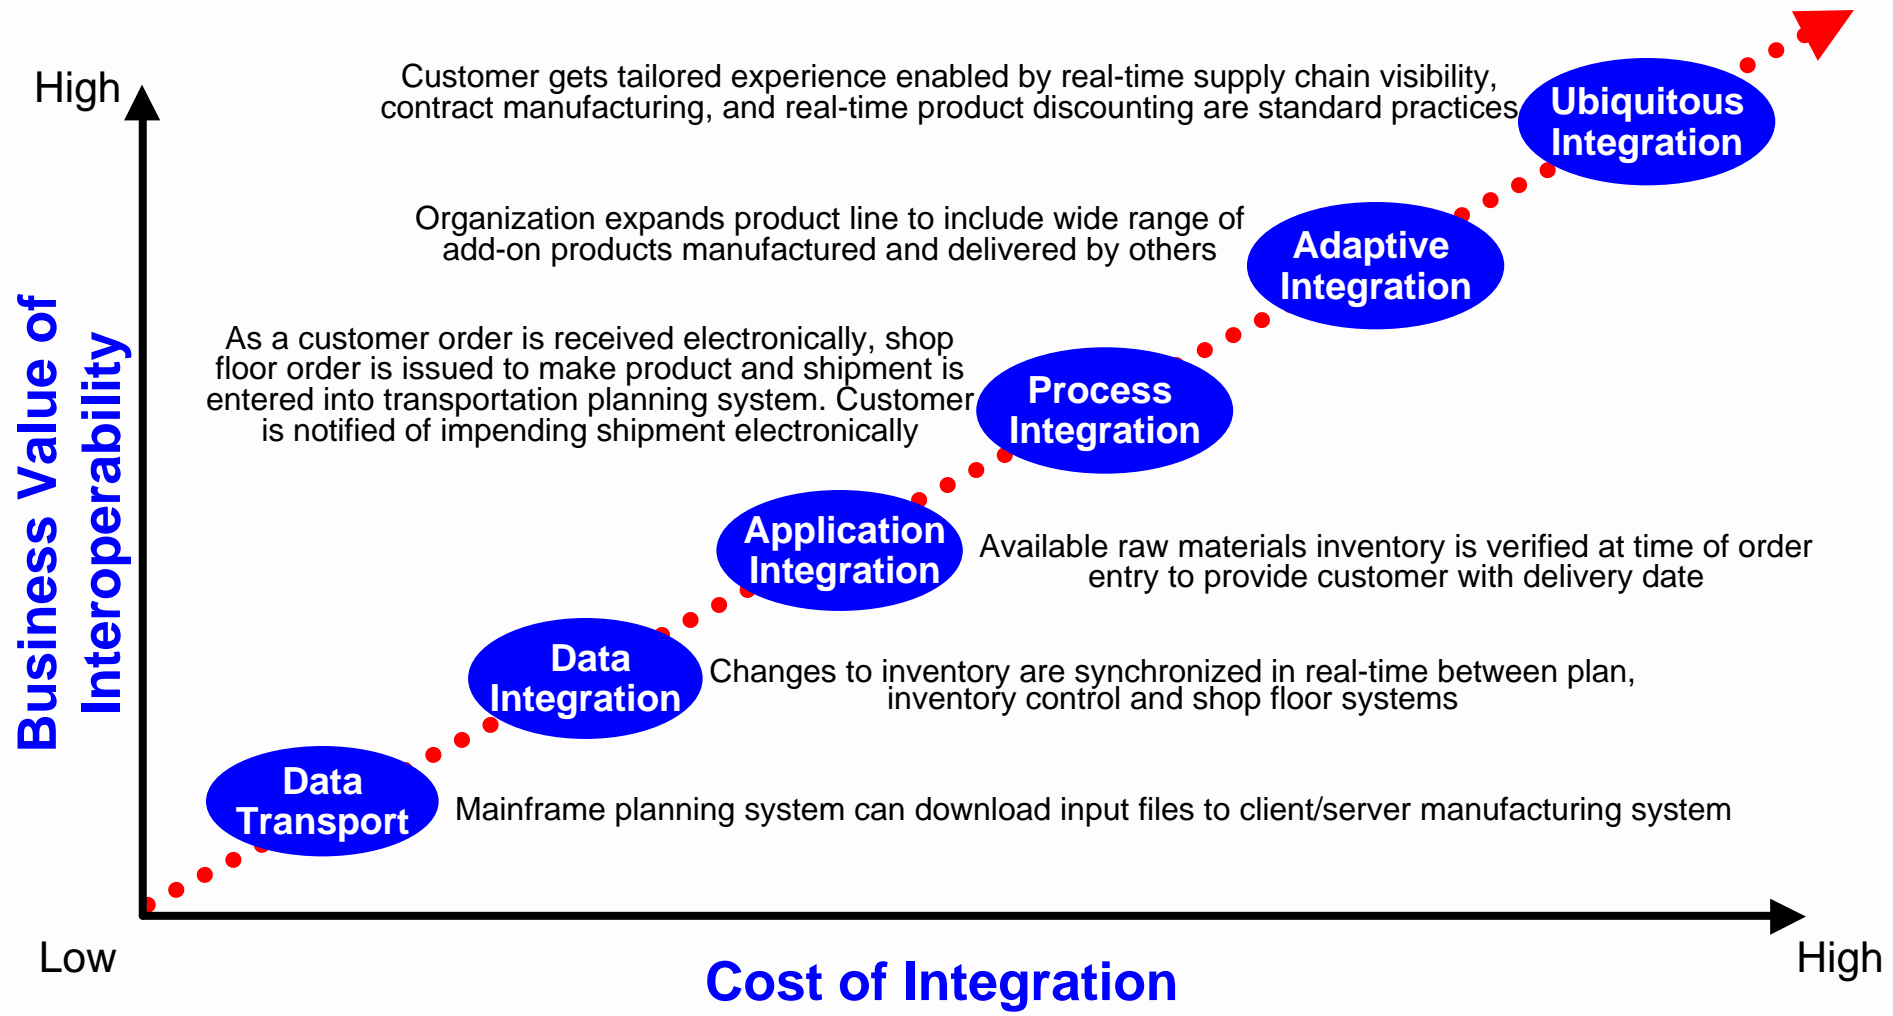 High
Customer gets tailored experience enabled by real-time supply chain visibility,
contract manufacturing, and real-time product discounting are standard practices
Ubiquitous
Integration
Organization expands product line to include wide range of
add-on products manufactured and delivered by others
Adaptive
Integration
Business Value of
Interoperability
As a customer order is received electronically, shop
floor order is issued to make product and shipment is
entered into transportation planning system. Customer
is notified of impending shipment electronically
Process
Integration
Application
Integration
Available raw materials inventory is verified at time of order
entry to provide customer with delivery date
Data
Integration
Changes to inventory are synchronized in real-time between plan,
inventory control and shop floor systems
Data
Transport
Mainframe planning system can download input files to client/server manufacturing system
Low
Cost of Integration
High